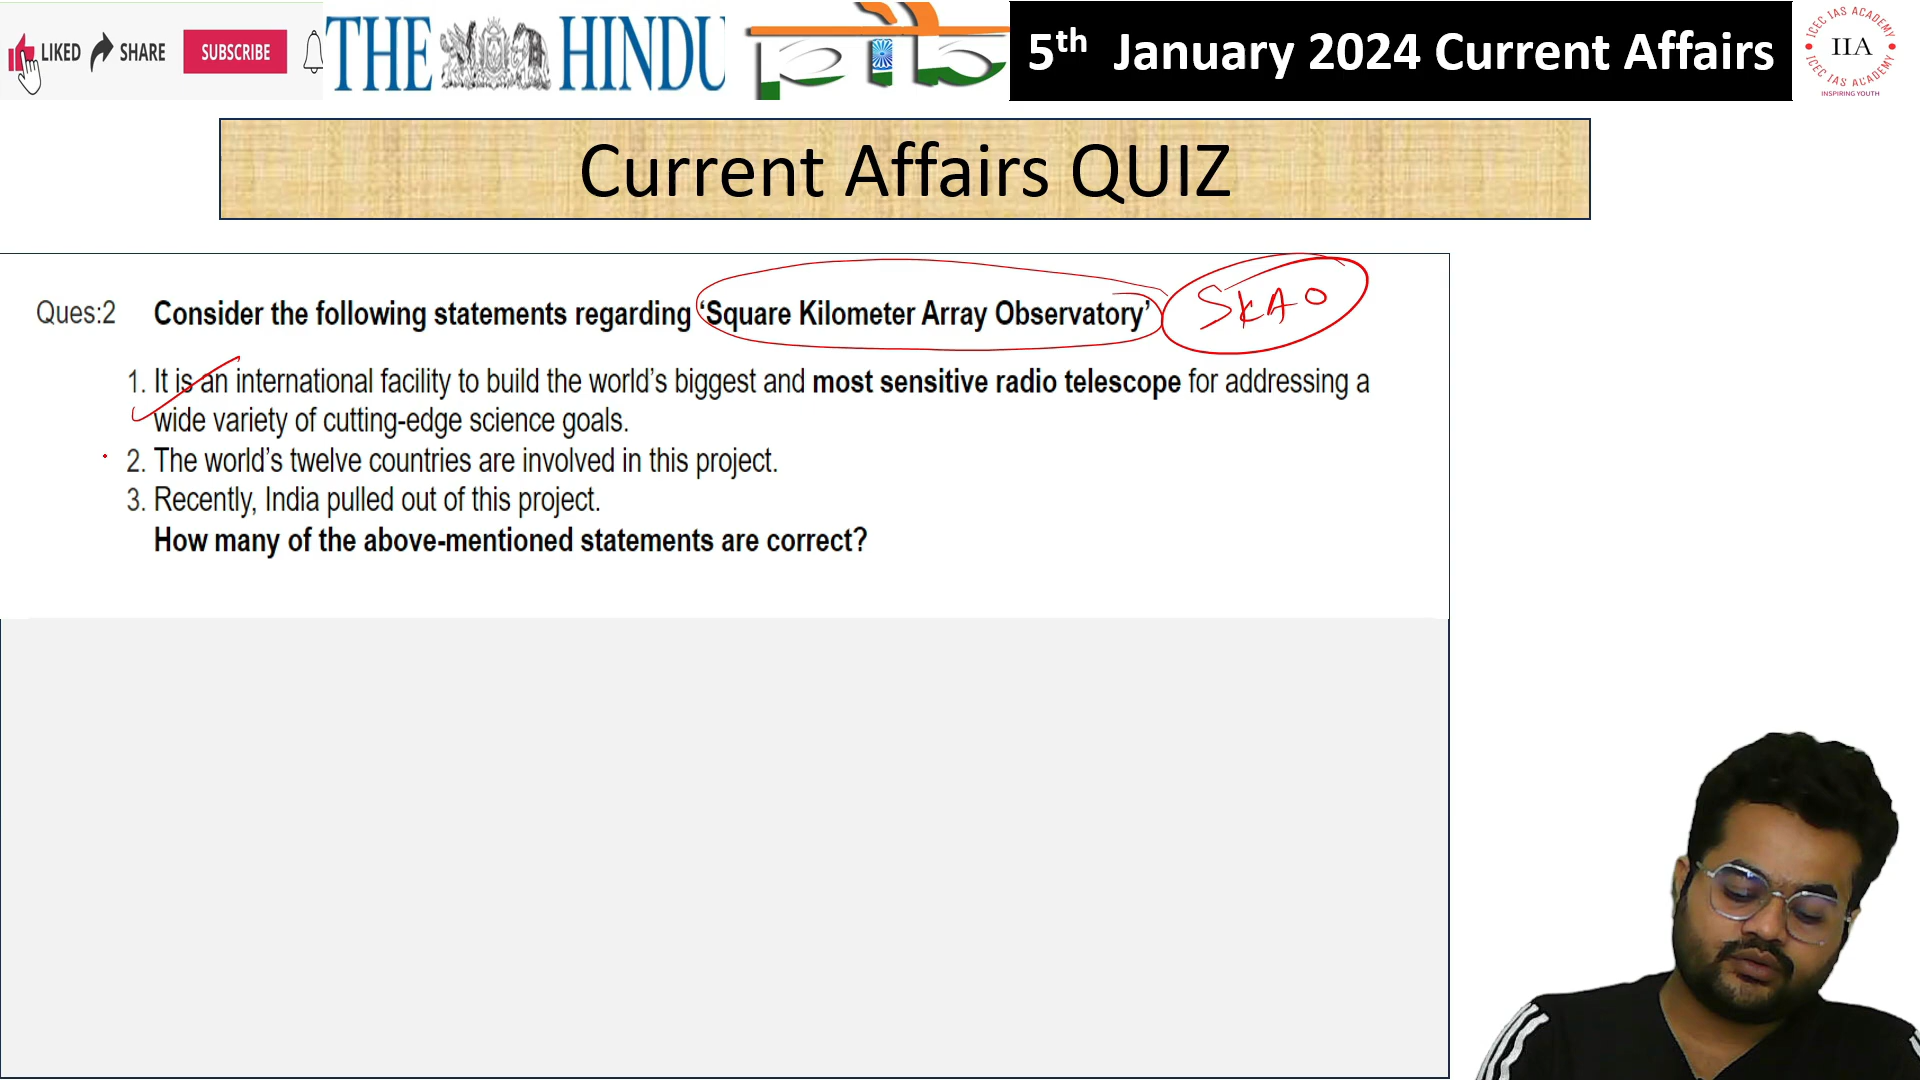 LIKED SHARE SUBSCRIBE THE HINDU pib 5th January 2024 Current Affairs
ICEC IAS ACADEMY
IIA
ICEC IAS ACADEMY
INSPIRING YOUTH
Current Affairs QUIZ
Ques:2 Consider the following statements regarding ‘Square Kilometer Array Observatory’ SKAO
1. It is an international facility to build the world’s biggest and most sensitive radio telescope for addressing a
wide variety of cutting-edge science goals.
2. The world’s twelve countries are involved in this project.
3. Recently, India pulled out of this project.
How many of the above-mentioned statements are correct?